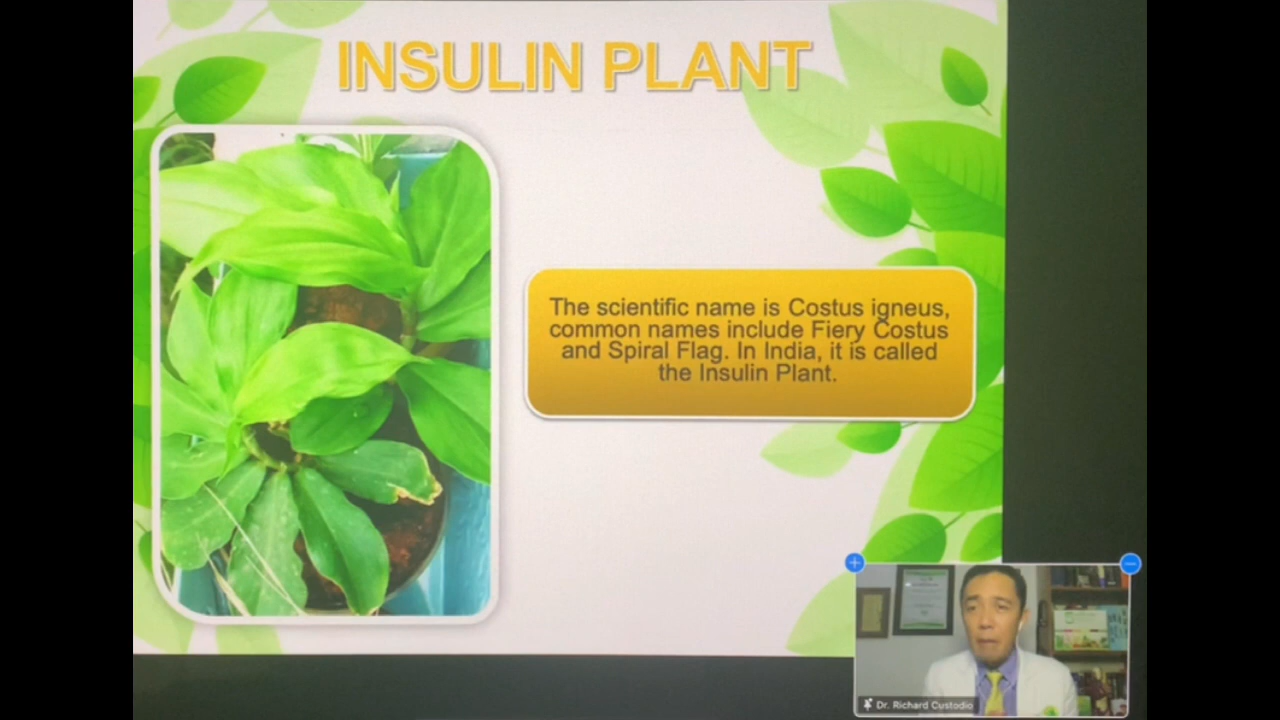 INSULIN PLANT
The scientific name is Costus igneus,
common names include Fiery Costus
and Spiral Flag. In India, it is called
the Insulin Plant.
Dr. Richard Custodio